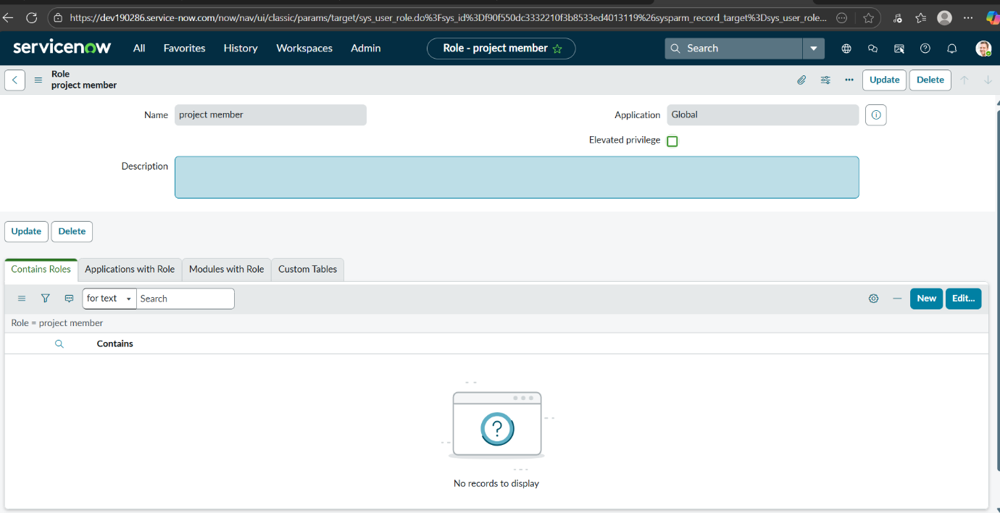 https://dev190286.service-now.com/now/nav/ui/classic/params/target/sys_user_role.do%3Fsys_id%3Df90f550dc3332210f3b8533ed4013119%26sysparm_record_target%3Dsys_user_role...
servicenow All Favorites History Workspaces Admin Role - project member Search
Role
project member
Update Delete
Name project member Application Global
Elevated privilege
Description
Update Delete
Contains Roles Applications with Role Modules with Role Custom Tables
for text Search New Edit...
Role = project member
Contains
?
No records to display